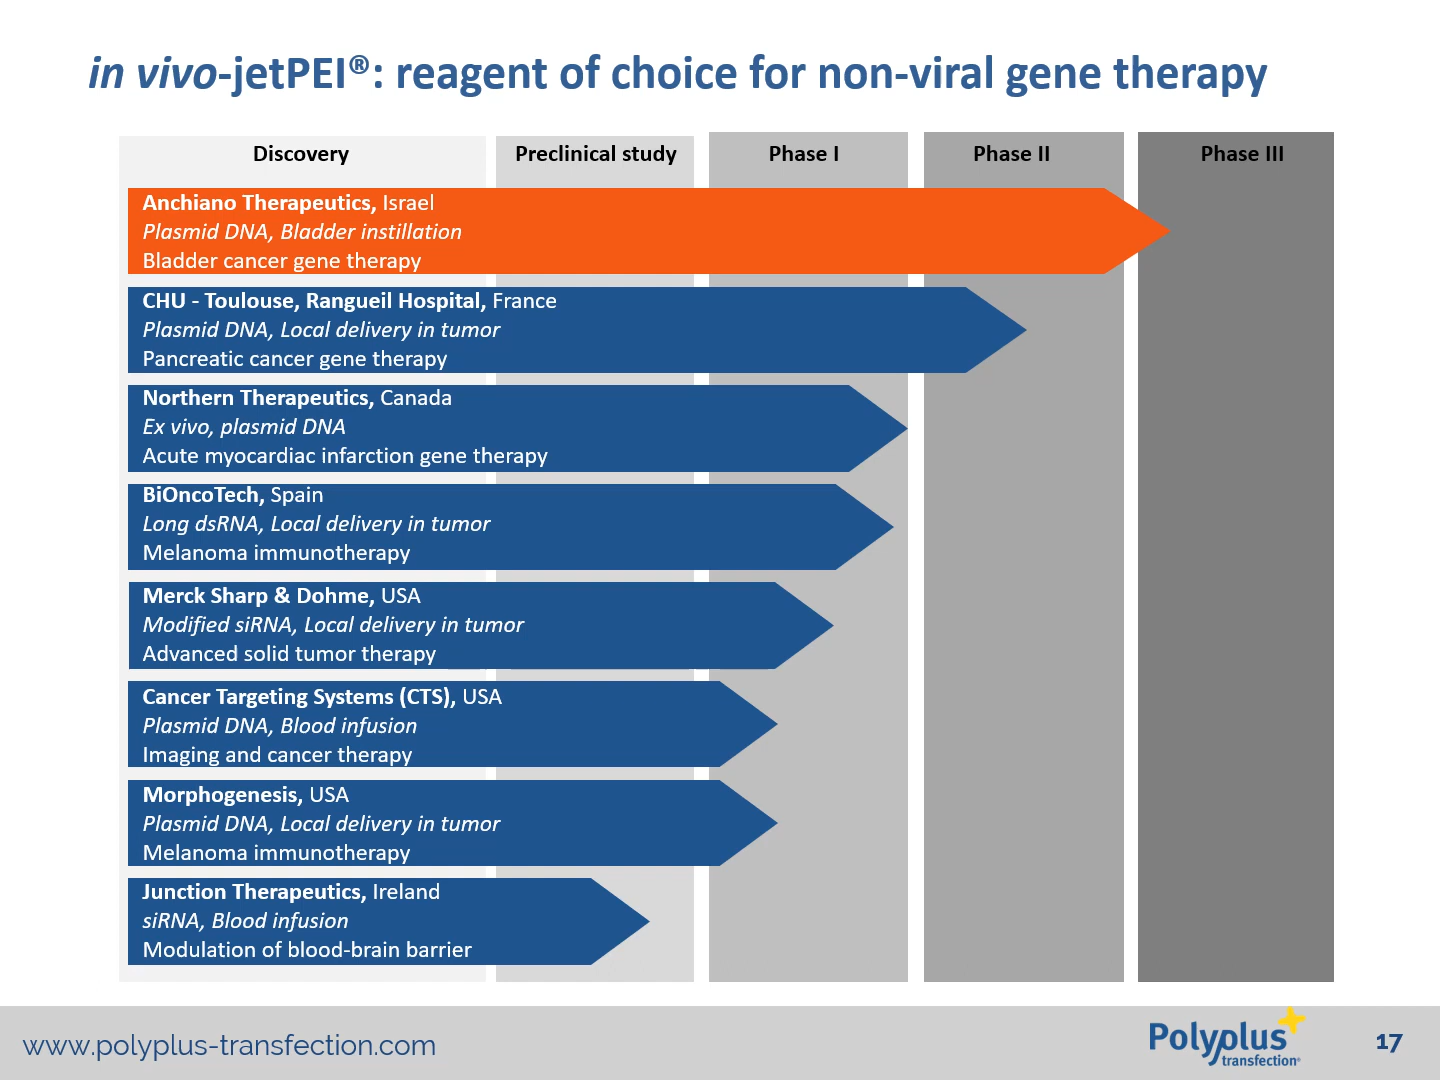 in vivo-jetPEI®: reagent of choice for non-viral gene therapy
Discovery
Preclinical study
Phase I
Phase II
Phase III
Anchiano Therapeutics, Israel
Plasmid DNA, Bladder instillation
Bladder cancer gene therapy
CHU - Toulouse, Rangueil Hospital, France
Plasmid DNA, Local delivery in tumor
Pancreatic cancer gene therapy
Northern Therapeutics, Canada
Ex vivo, plasmid DNA
Acute myocardiac infarction gene therapy
BiOncoTech, Spain
Long dsRNA, Local delivery in tumor
Melanoma immunotherapy
Merck Sharp & Dohme, USA
Modified siRNA, Local delivery in tumor
Advanced solid tumor therapy
Cancer Targeting Systems (CTS), USA
Plasmid DNA, Blood infusion
Imaging and cancer therapy
Morphogenesis, USA
Plasmid DNA, Local delivery in tumor
Melanoma immunotherapy
Junction Therapeutics, Ireland
siRNA, Blood infusion
Modulation of blood-brain barrier
www.polyplus-transfection.com
Polyplus
transfection®
17